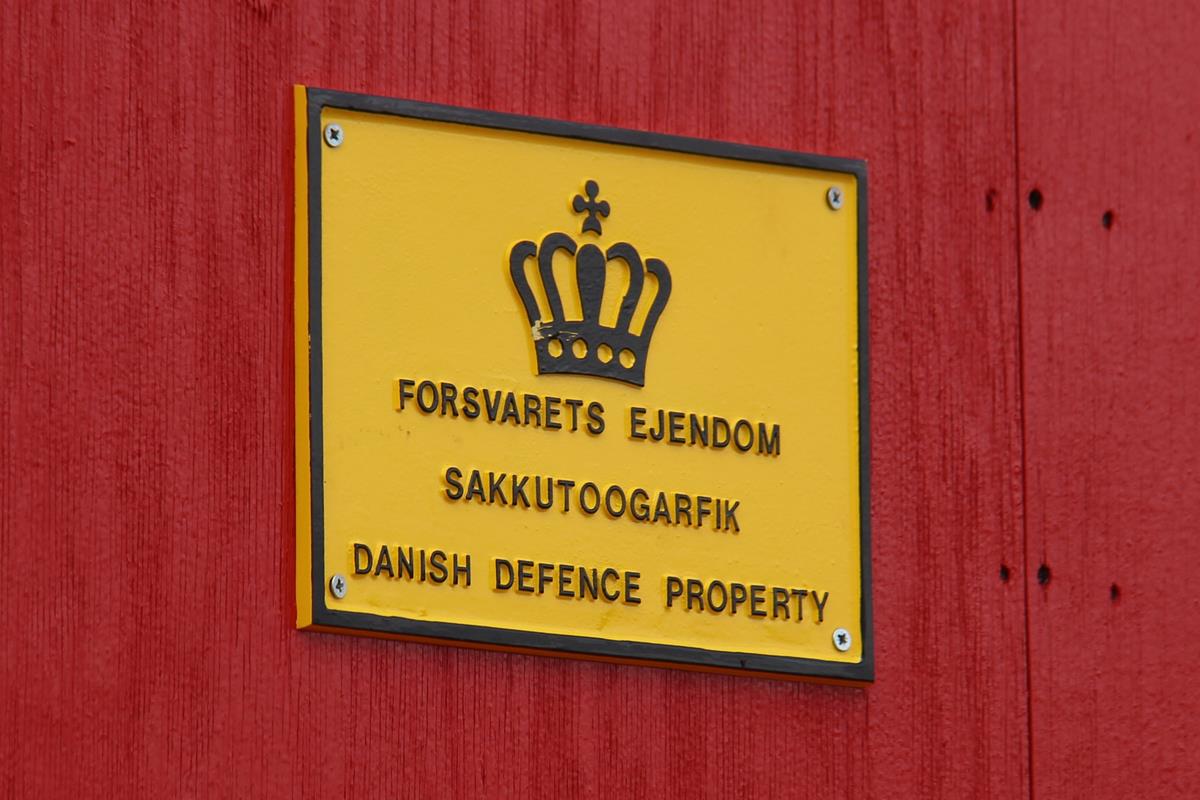 FORSVARETS EJENDOM
SAKKUTOOGARFIK
DANISH DEFENCE PROPERTY